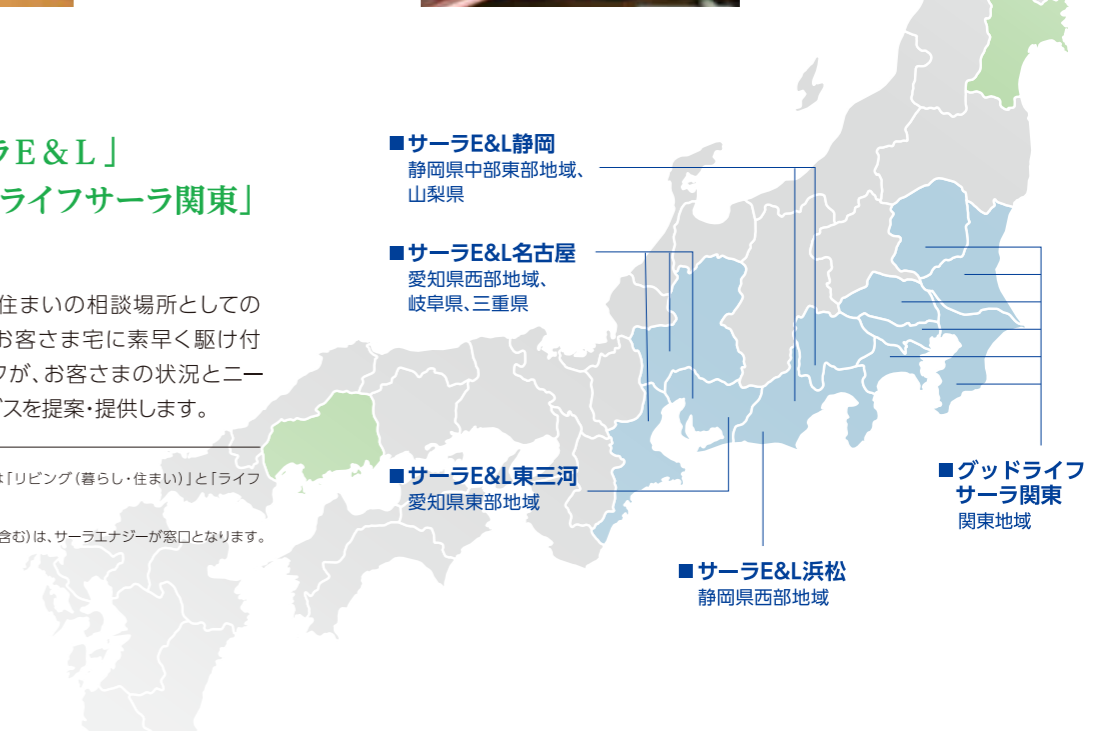 ラE&L」
ライフサーラ関東」
住まいの相談場所としての
お客さま宅に素早く駆け付
フが、お客さまの状況とニー
ビスを提案・提供します。
は「リビング(暮らし・住まい)」と「ライフ
含む)は、サーラエナジーが窓口となります。
■サーラE&L静岡
静岡県中部東部地域、
山梨県
■サーラE&L名古屋
愛知県西部地域、
岐阜県、三重県
■サーラE&L東三河
愛知県東部地域
■サーラE&L浜松
静岡県西部地域
■グッドライフ
サーラ関東
関東地域